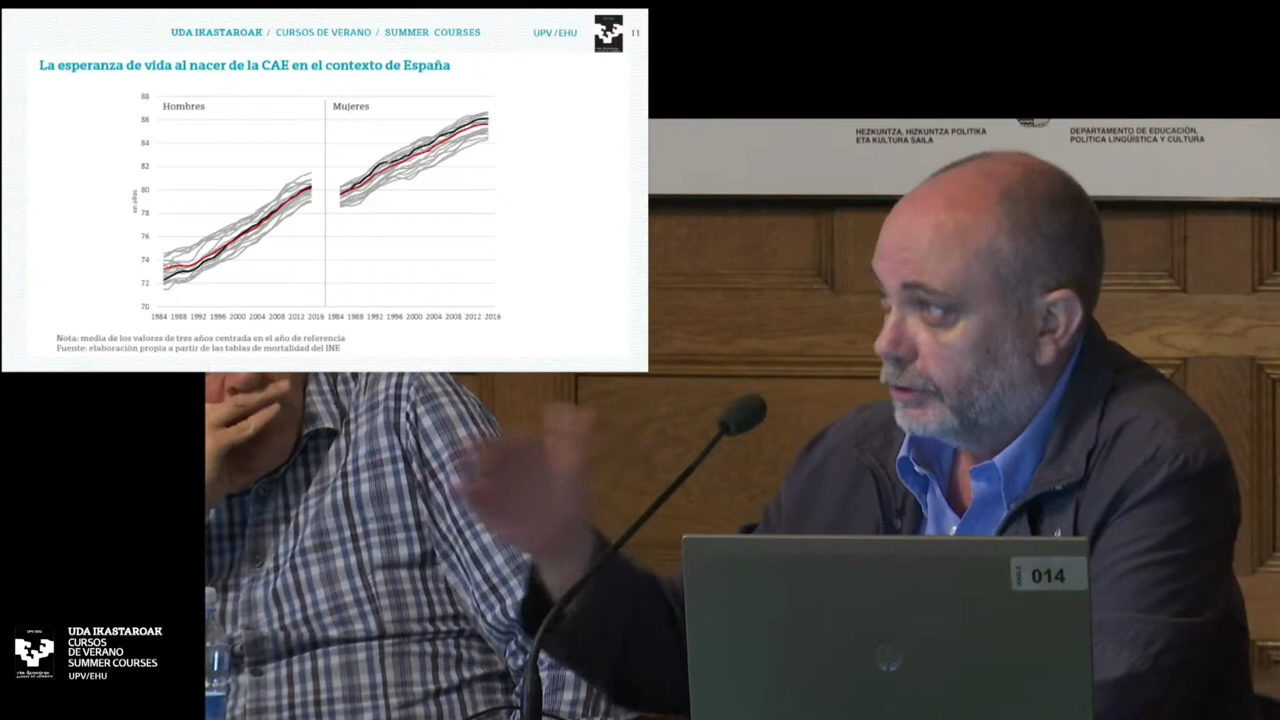 UDA IKASTAROAK / CURSOS DE VERANO / SUMMER COURSES
UPV/EHU
11
La esperanza de vida al nacer de la CAE en el contexto de España
Hombres
Mujeres
88
86
84
82
80
78
76
74
72
70
en años
1984 1988 1992 1996 2000 2004 2008 2012 2016 1984 1988 1992 1996 2000 2004 2008 2012 2016
Nota: media de los valores de tres años centrada en el año de referencia
Fuente: elaboración propia a partir de las tablas de mortalidad del INE
HEZKUNTZA, HIZKUNTZA POLITIKA
ETA KULTURA SAILA
DEPARTAMENTO DE EDUCACIÓN,
POLÍTICA LINGÜÍSTICA Y CULTURA
014
UDA IKASTAROAK
CURSOS
DE VERANO
SUMMER COURSES
UPV/EHU